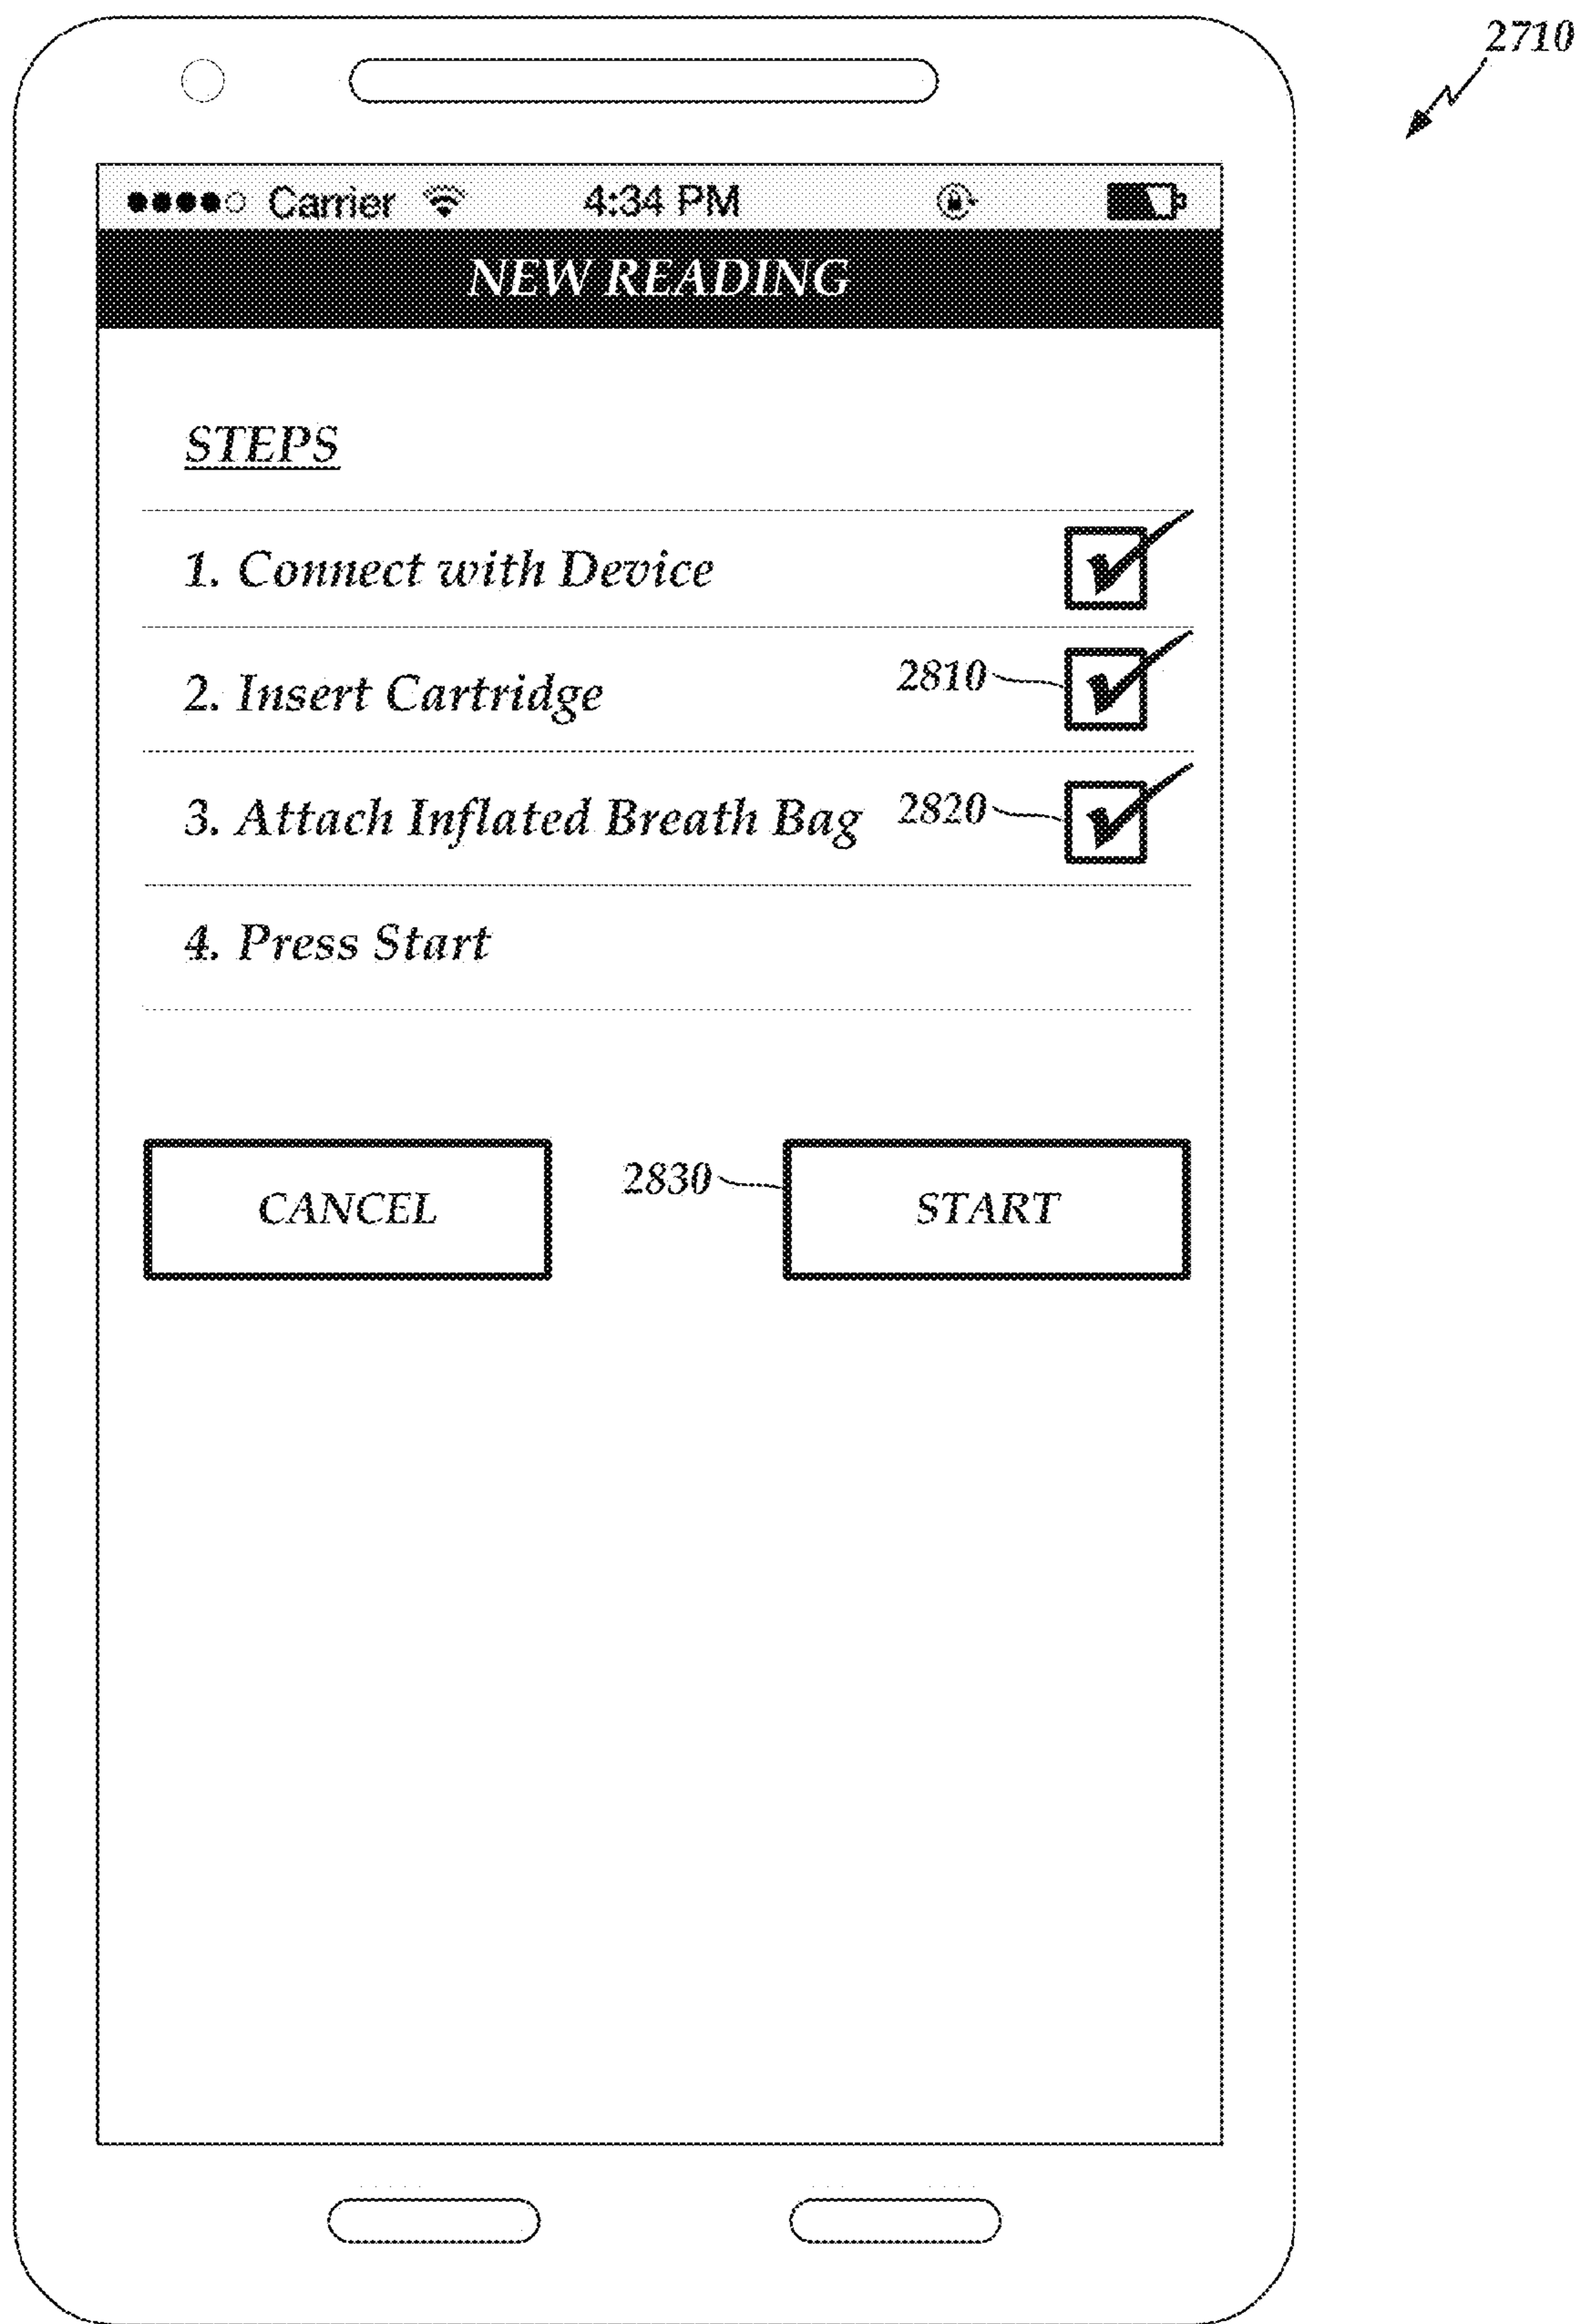 2710
Carrier 4:34 PM
NEW READING
STEPS
1. Connect with Device
2. Insert Cartridge 2810
3. Attach Inflated Breath Bag 2820
4. Press Start
CANCEL 2830 START